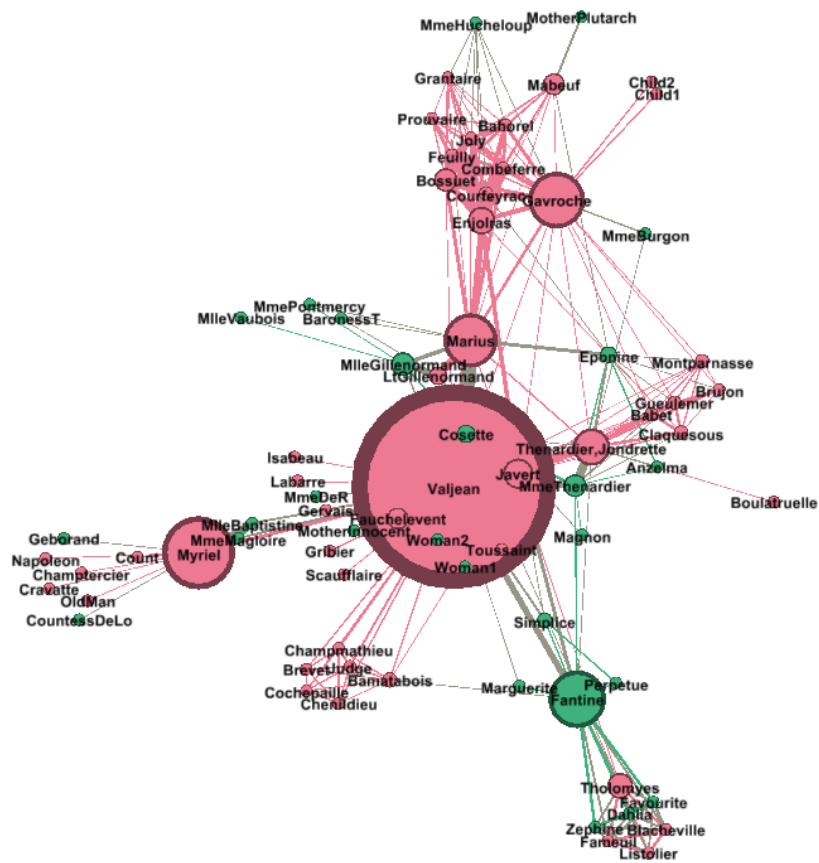 MotherPlutarch
MmeHucheloup
Grantaire
Mabeuf
Child2
Child1
Prouvaire
Bahorel
Joly
Feuilly
Combeferre
Bossuet
Courfeyrac
Gavroche
Enjolras
MmeBurgon
MmePontmercy
MlleVaubois
BaronessT
Marius
Eponine
MlleGillenormand
Montparnasse
LtGillenormand
Brujon
Gueulemer
Babet
Cosette
Claquesous
Thenardier,Jondrette
Isabeau
Anzelma
Javert
Labarre
Valjean
MmeThenardier
MmeDeR
Boulatruelle
Gervais
Fauchelevent
MlleBaptistine
MotherInnocent
Magnon
Geborand
MmeMagloire
Woman2
Gribier
Toussaint
Myriel
Count
Napoleon
Woman1
Champtercier
Scaufflaire
Cravatte
OldMan
CountessDeLo
Simplice
Champmathieu
Brevet
Judge
Bamatabois
Perpetue
Cochepaille
Marguerite
Chenildieu
Fantine
Tholomyes
Favourite
Dahlia
Zephine
Blacheville
Fameuil
Listolier